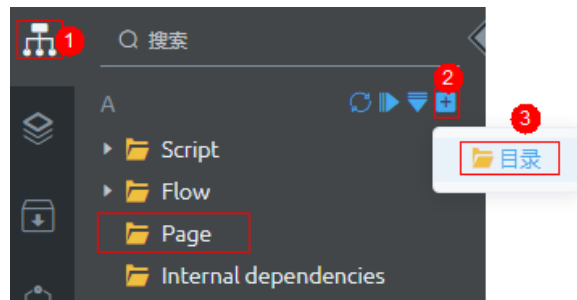 1
搜索
2
A
3
Script
目录
Flow
Page
Internal dependencies